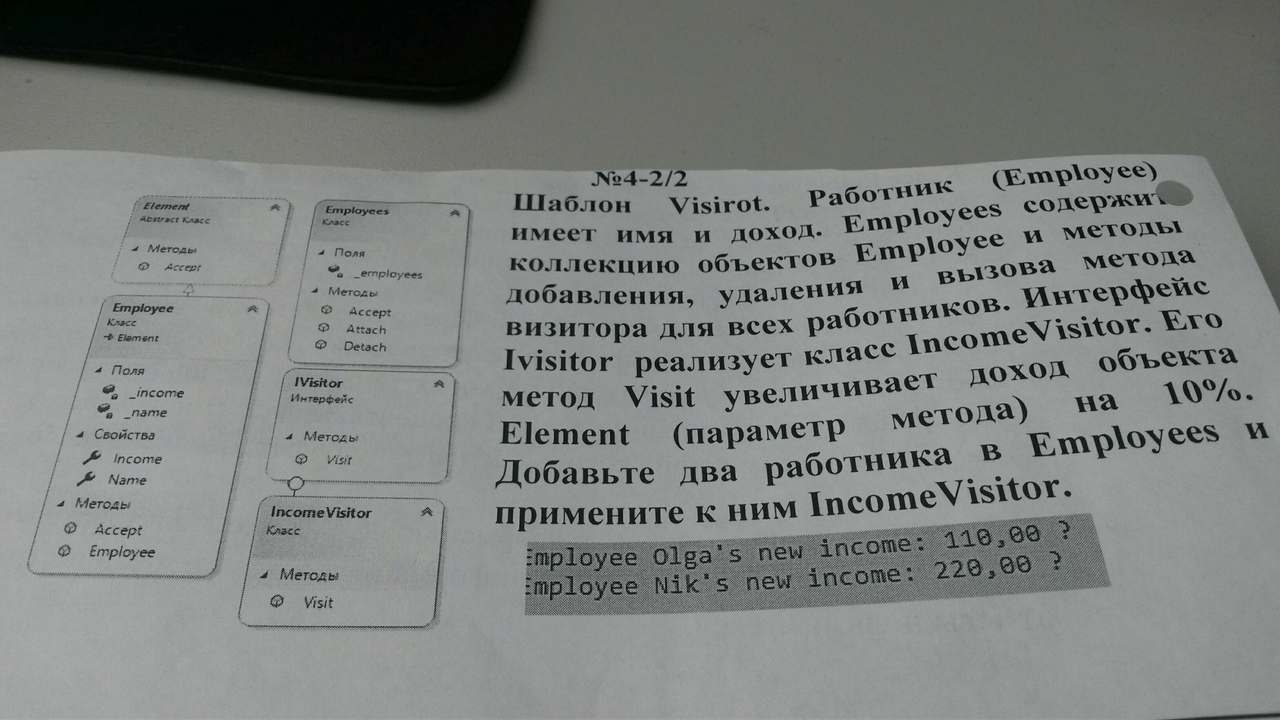 №4-2/2
Шаблон Visirot. Работник (Employee)
имеет имя и доход. Employees содержит
коллекцию объектов Employee и методы
добавления, удаления и вызова метода
визитора для всех работников. Интерфейс
Ivisitor реализует класс IncomeVisitor. Его
метод Visit увеличивает доход объекта
Element (параметр метода) на 10%.
Добавьте два работника в Employees и
примените к ним IncomeVisitor.
Employee Olga's new income: 110,00 ?
Employee Nik's new income: 220,00 ?
Element
Abstract Класс
Методы
Accept
Employee
Класс
Element
Поля
_income
_name
Свойства
Income
Name
Методы
Accept
Employee
Employees
Класс
Поля
_employees
Методы
Accept
Attach
Detach
IVisitor
Интерфейс
Методы
Visit
IncomeVisitor
Класс
Методы
Visit